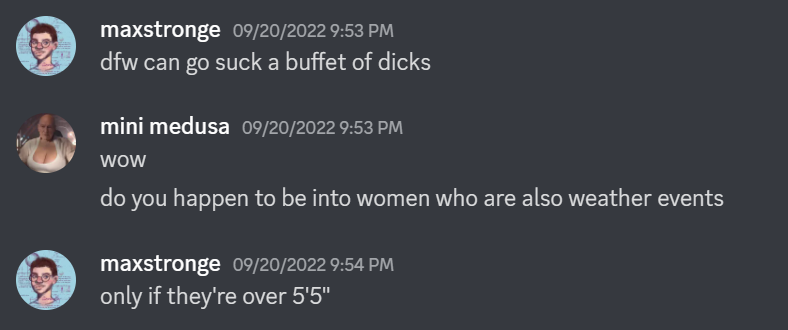 maxstronge 09/20/2022 9:53 PM
dfw can go suck a buffet of dicks
mini medusa 09/20/2022 9:53 PM
wow
do you happen to be into women who are also weather events
maxstronge 09/20/2022 9:54 PM
only if they're over 5'5"